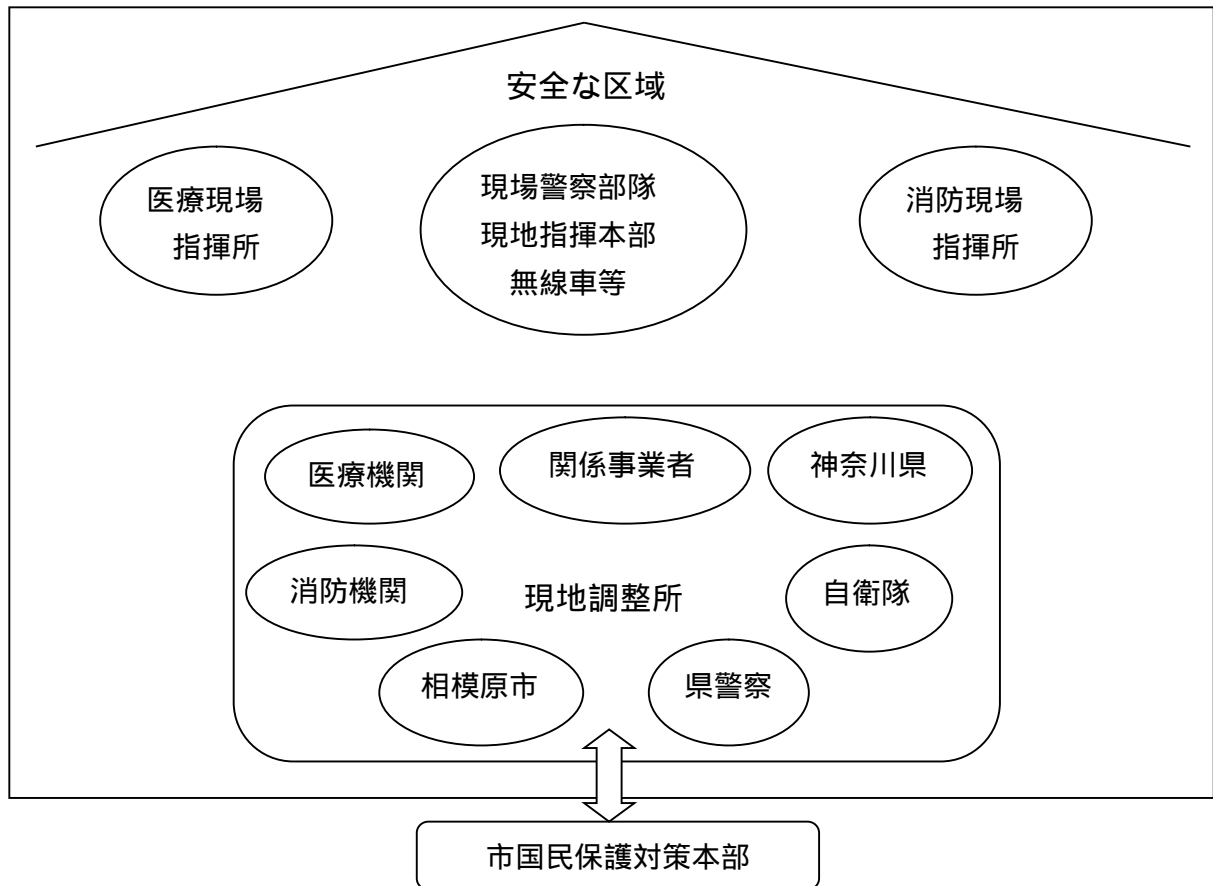 安全な区域
医療現場
指揮所
現場警察部隊
現地指揮本部
無線車等
消防現場
指揮所
医療機関
関係事業者
神奈川県
消防機関
現地調整所
自衛隊
相模原市
県警察
市国民保護対策本部